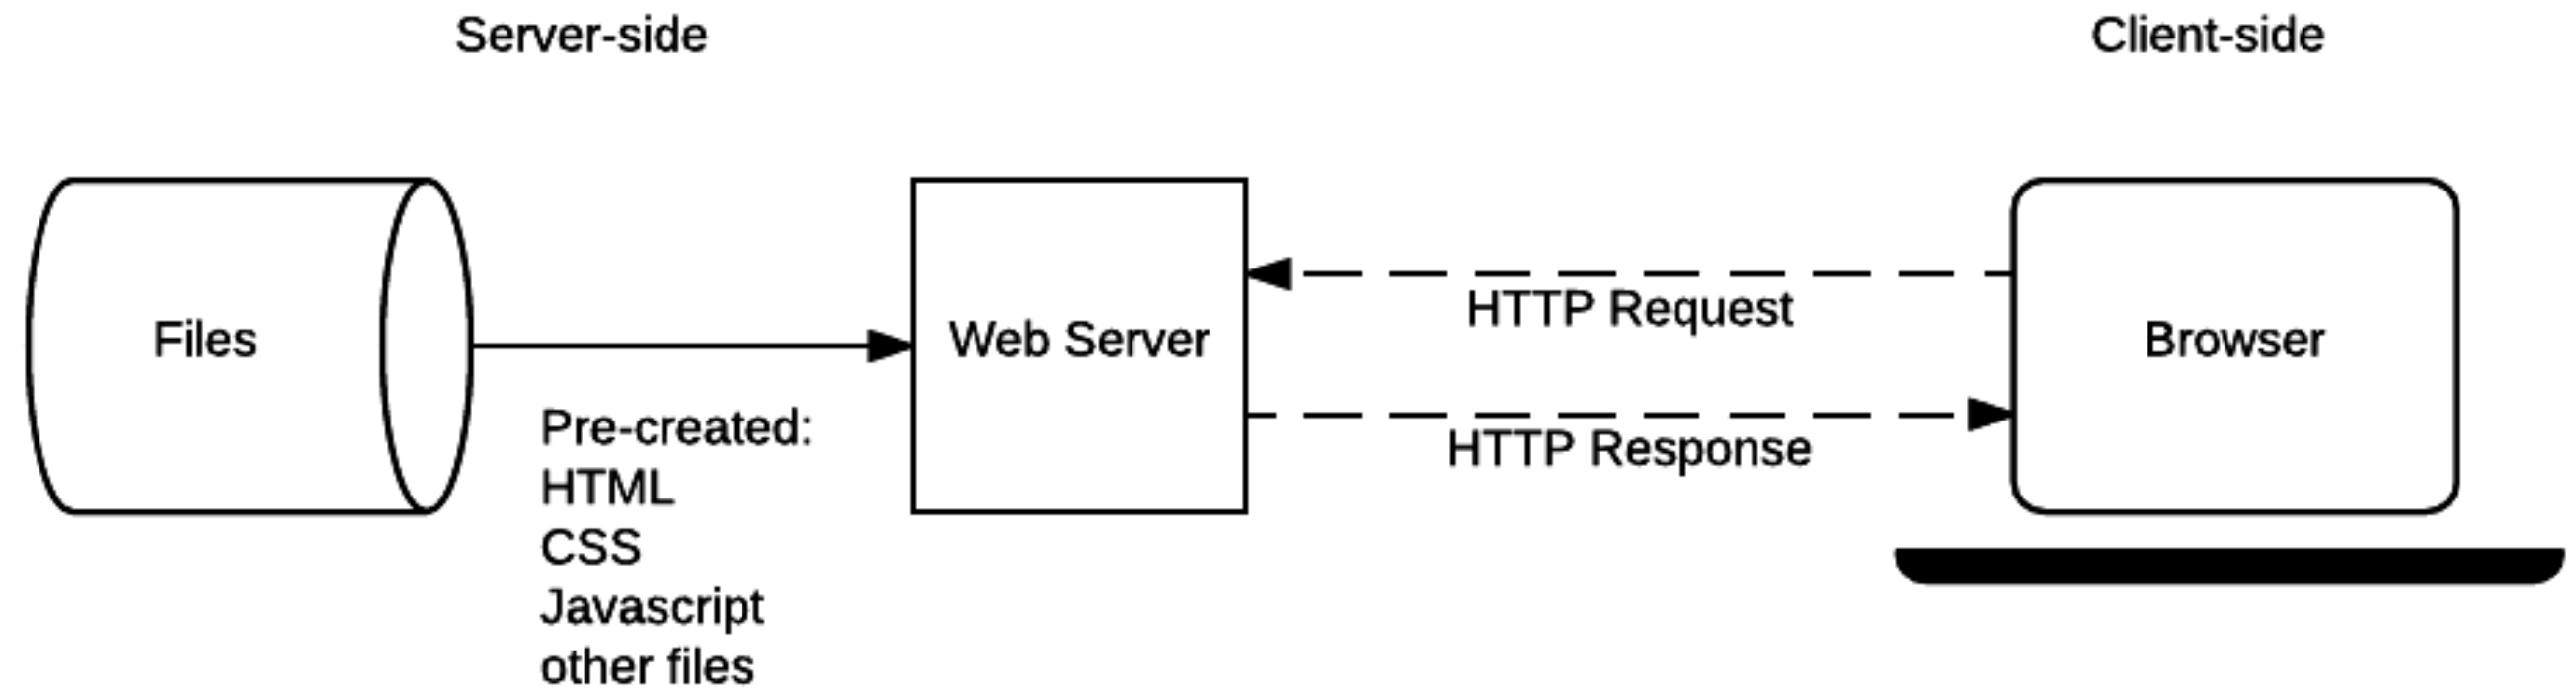 Server-side
Client-side
Files
Web Server
HTTP Request
Browser
HTTP Response
Pre-created:
HTML
CSS
Javascript
other files